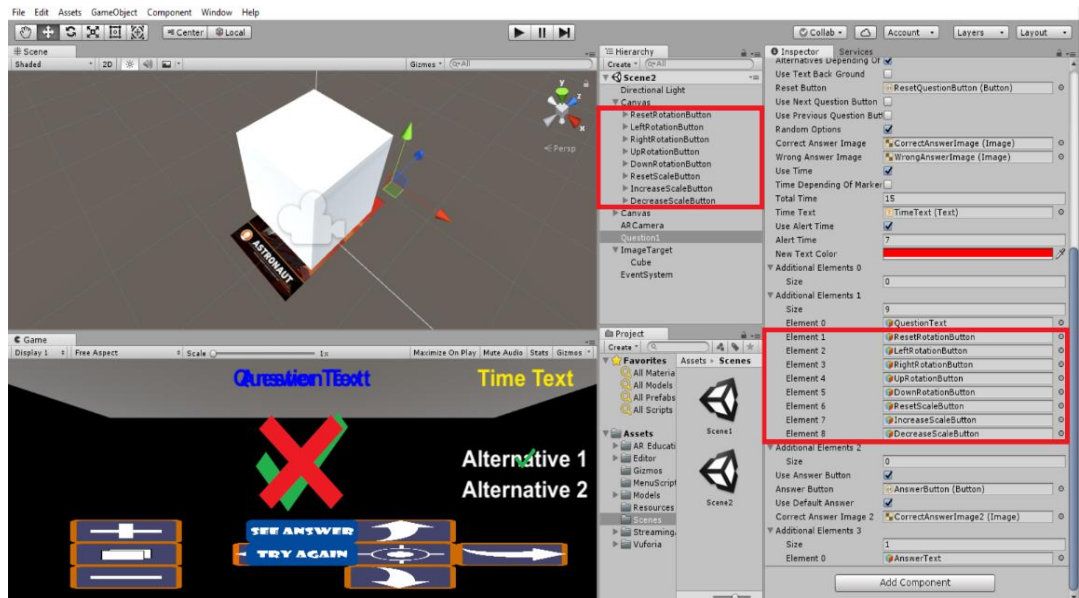 File Edit Assets GameObject Component Window Help
Center Local
Collab Account Layers Layout
Scene
Shaded 2D Gizmos All
y
z
x
Persp
ASTRONAUT
Game
Display 1 Free Aspect Scale 1x Maximize On Play Mute Audio Stats Gizmos
Time Text
Alternative 1
Alternative 2
SEE ANSWER
TRY AGAIN
Hierarchy
Create All
Scene2
Directional Light
Canvas
ResetRotationButton
LeftRotationButton
RightRotationButton
UpRotationButton
DownRotationButton
ResetScaleButton
IncreaseScaleButton
DecreaseScaleButton
Canvas
ARCamera
Question1
ImageTarget
Cube
EventSystem
Project
Create
Favorites
All Materia
All Models
All Prefabs
All Scripts
Assets
AR Educati
Editor
Gizmos
MenuScript
Models
Resources
Scenes
Streaming
Vuforia
Assets Scenes
Scene1
Scene2
Inspector Services
Alternatives Depending Of
Use Text Back Ground
Reset Button ResetQuestionButton (Button)
Use Next Question Button
Use Previous Question Butt
Random Options
Correct Answer Image CorrectAnswerImage (Image)
Wrong Answer Image WrongAnswerImage (Image)
Use Time
Time Depending Of Marker
Total Time 15
Time Text TimeText (Text)
Use Alert Time
Alert Time 7
New Text Color
Additional Elements 0
Size 0
Additional Elements 1
Size 9
Element 0 QuestionText
Element 1 ResetRotationButton
Element 2 LeftRotationButton
Element 3 RightRotationButton
Element 4 UpRotationButton
Element 5 DownRotationButton
Element 6 ResetScaleButton
Element 7 IncreaseScaleButton
Element 8 DecreaseScaleButton
Additional Elements 2
Size 0
Use Answer Button
Answer Button AnswerButton (Button)
Use Default Answer
Correct Answer Image 2 CorrectAnswerImage2 (Image)
Additional Elements 3
Size 1
Element 0 AnswerText
Add Component